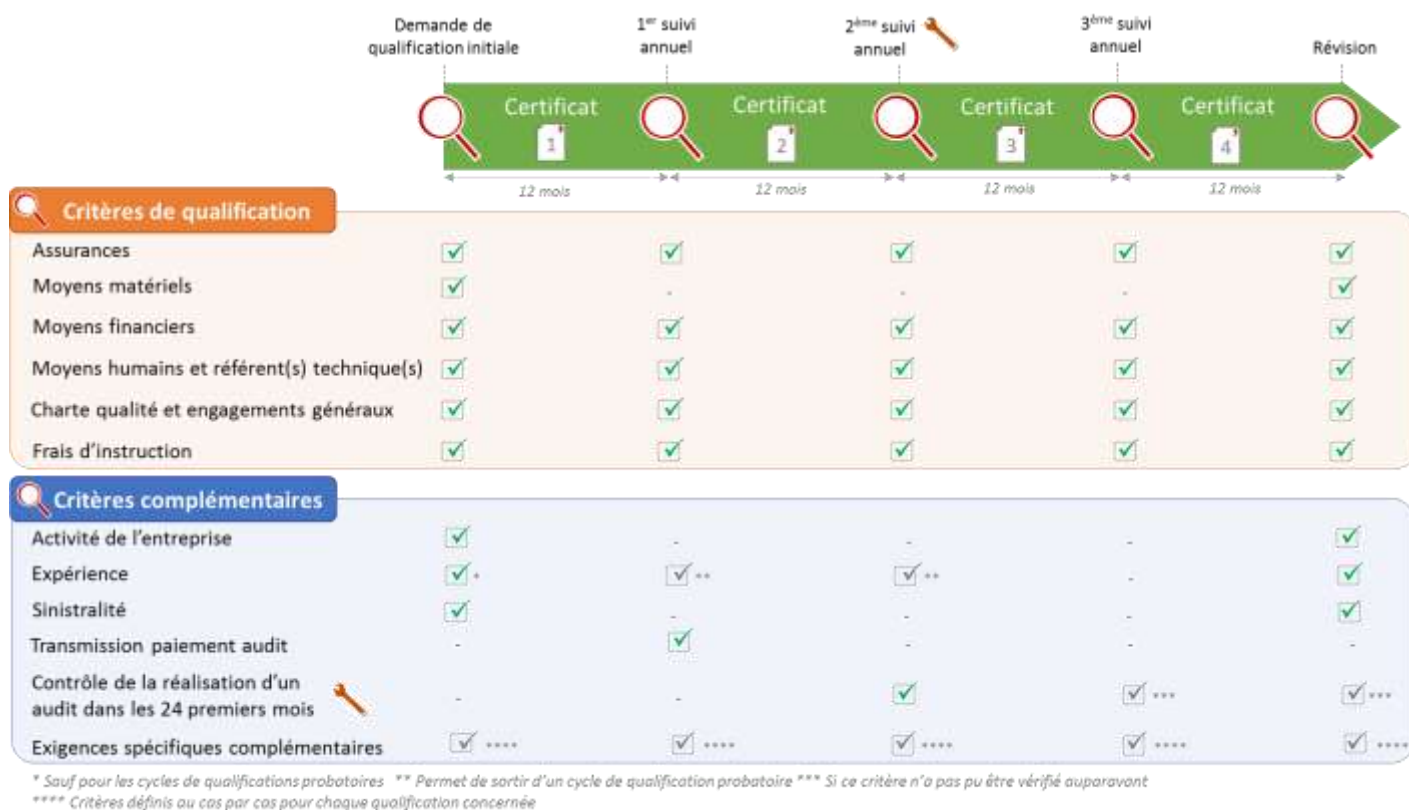 Demande de
qualification initiale
1er suivi
annuel
2ème suivi
annuel
3ème suivi
annuel
Révision
Certificat
1
Certificat
2
Certificat
3
Certificat
4
12 mois
12 mois
12 mois
12 mois
Critères de qualification
Assurances
Moyens matériels - - -
Moyens financiers
Moyens humains et référent(s) technique(s)
Charte qualité et engagements généraux
Frais d'instruction
Critères complémentaires
Activité de l'entreprise - - -
Expérience * ** ** -
Sinistralité - - -
Transmission paiement audit - - - -
Contrôle de la réalisation d'un
audit dans les 24 premiers mois - - *** ***
Exigences spécifiques complémentaires **** **** **** **** ****
* Sauf pour les cycles de qualifications probatoires ** Permet de sortir d'un cycle de qualification probatoire *** Si ce critère n'a pas pu être vérifié auparavant
**** Critères définis au cas par cas pour chaque qualification concernée